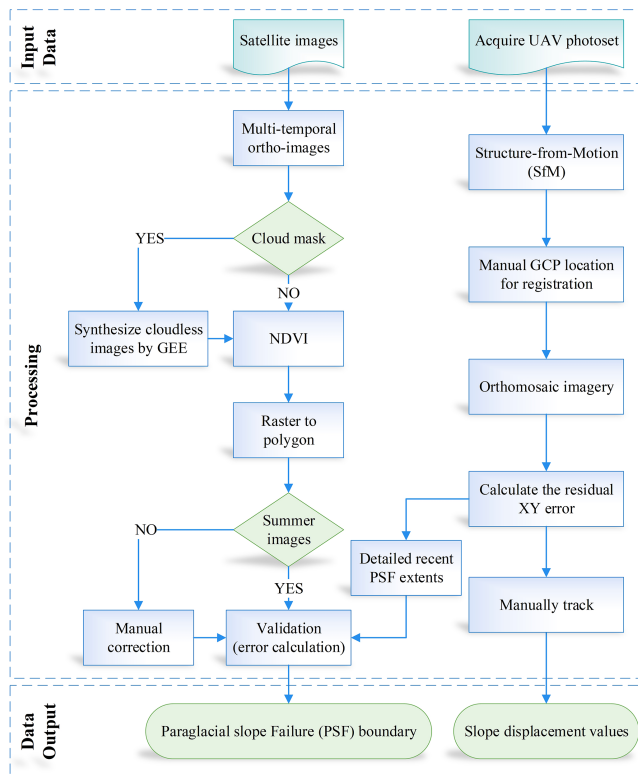 Input
Data
Satellite images
Acquire UAV photoset
Processing
Multi-temporal
ortho-images
Cloud mask
YES
NO
Synthesize cloudless
images by GEE
NDVI
Raster to
polygon
Summer
images
NO
YES
Manual
correction
Validation
(error calculation)
Structure-from-Motion
(SfM)
Manual GCP location
for registration
Orthomosaic imagery
Calculate the residual
XY error
Detailed recent
PSF extents
Manually track
Data
Output
Paraglacial slope Failure (PSF) boundary
Slope displacement values